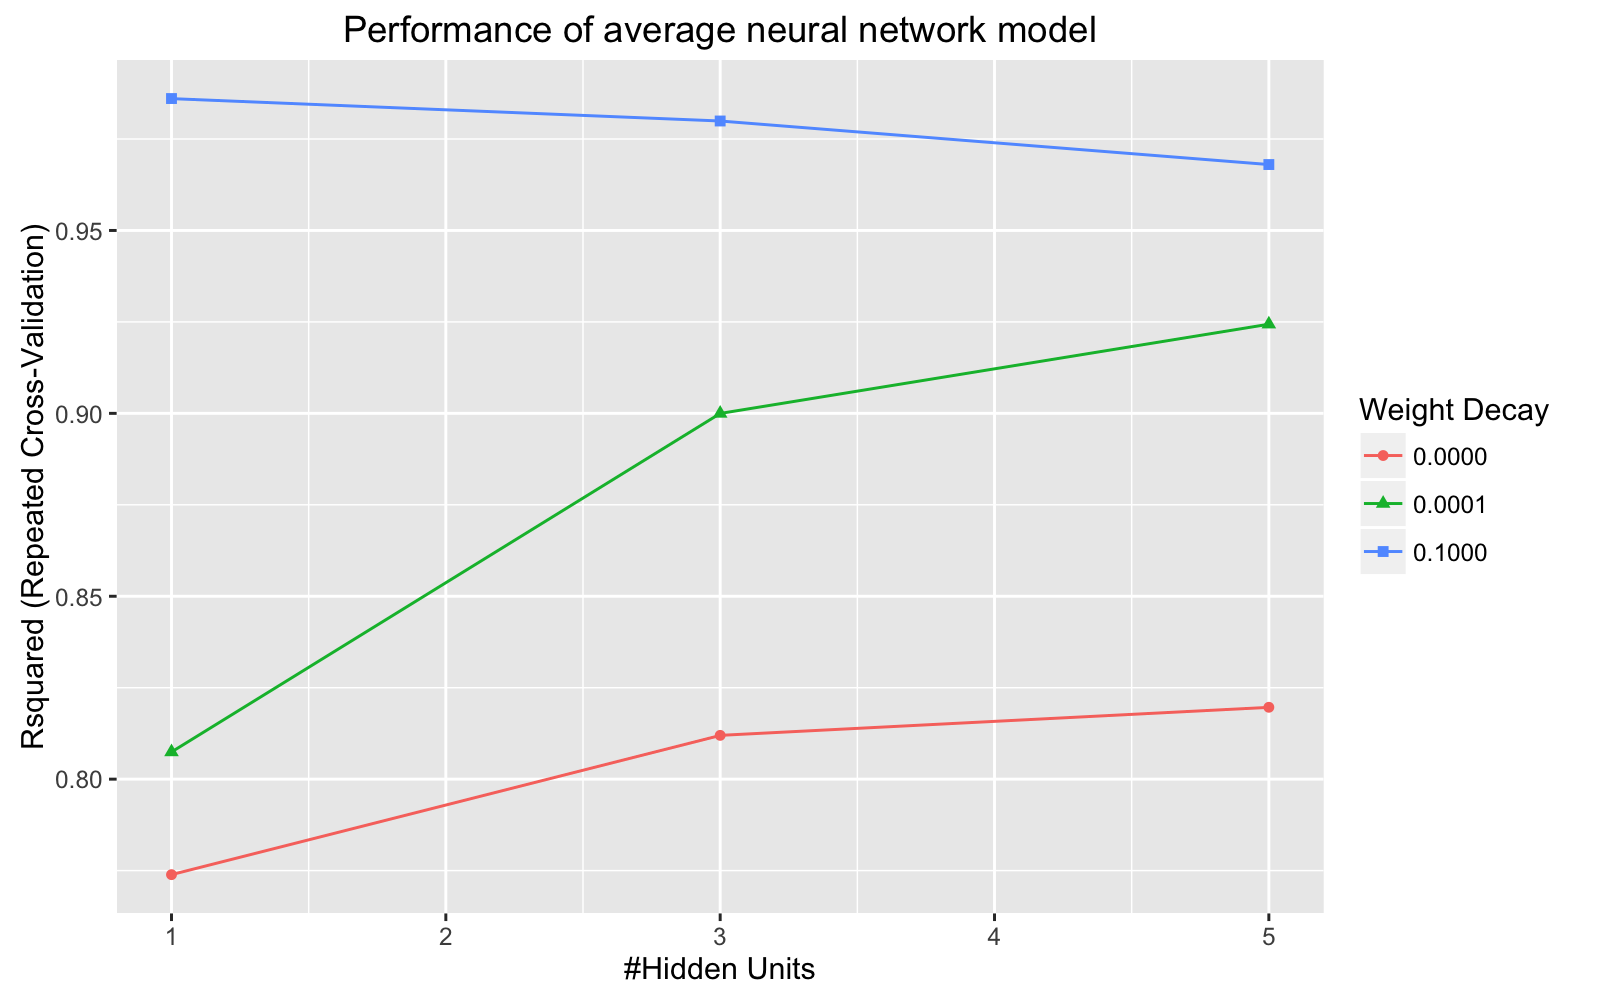 Performance of average neural network model
Rsquared (Repeated Cross-Validation)
0.95
0.90
0.85
0.80
1 2 3 4 5
#Hidden Units
Weight Decay
0.0000
0.0001
0.1000